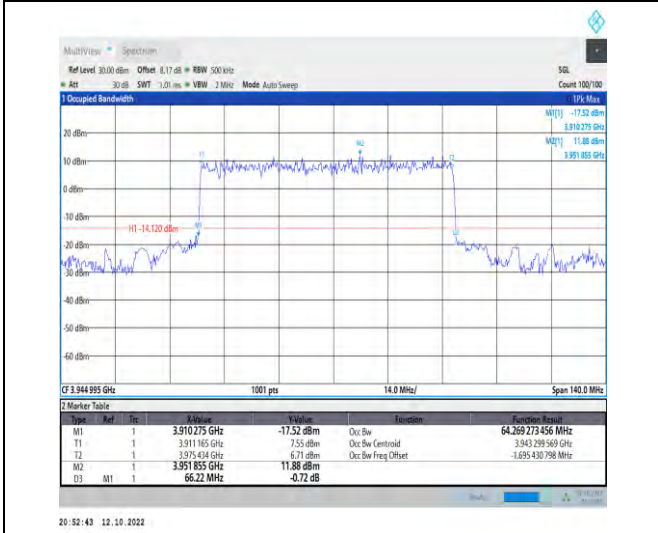 MultiView Spectrum
Ref Level 30.00 dBm Offset 8.17 dB RBW 500 kHz SGL
Att 30 dB SWT 1.01 ms VBW 2 MHz Mode Auto Sweep Count 100/100
1 Occupied Bandwidth 1Pk Max
M1[1] -17.52 dBm
3.910 275 GHz
M2[1] 11.88 dBm
3.951 855 GHz
20 dBm
M2
T1 T2
10 dBm
0 dBm
-10 dBm
H1 -14.120 dBm
M1 D3
-20 dBm
-30 dBm
-40 dBm
-50 dBm
-60 dBm
CF 3.944 995 GHz 1001 pts 14.0 MHz/ Span 140.0 MHz
2 Marker Table
Type Ref Trc X-Value Y-Value Function Function Result
M1 1 3.910 275 GHz -17.52 dBm Occ Bw 64.269 273 456 MHz
T1 1 3.911 165 GHz 7.55 dBm Occ Bw Centroid 3.943 299 569 GHz
T2 1 3.975 434 GHz 6.71 dBm Occ Bw Freq Offset -1.695 430 798 MHz
M2 1 3.951 855 GHz 11.88 dBm
D3 M1 1 66.22 MHz -0.72 dB
20:52:43 12.10.2022